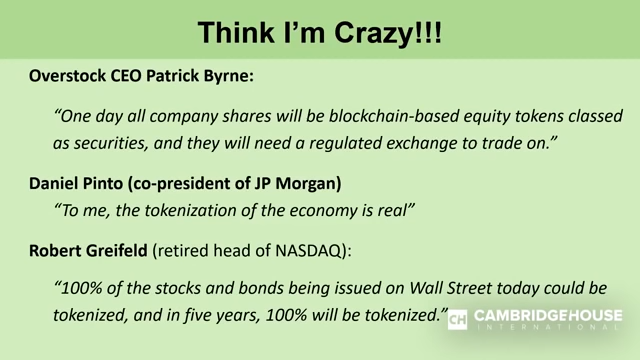 Think I’m Crazy!!!
Overstock CEO Patrick Byrne:
“One day all company shares will be blockchain-based equity tokens classed
as securities, and they will need a regulated exchange to trade on.”
Daniel Pinto (co-president of JP Morgan)
“To me, the tokenization of the economy is real”
Robert Greifeld (retired head of NASDAQ):
“100% of the stocks and bonds being issued on Wall Street today could be
tokenized, and in five years, 100% will be tokenized.”
CH CAMBRIDGEHOUSE
INTERNATIONAL